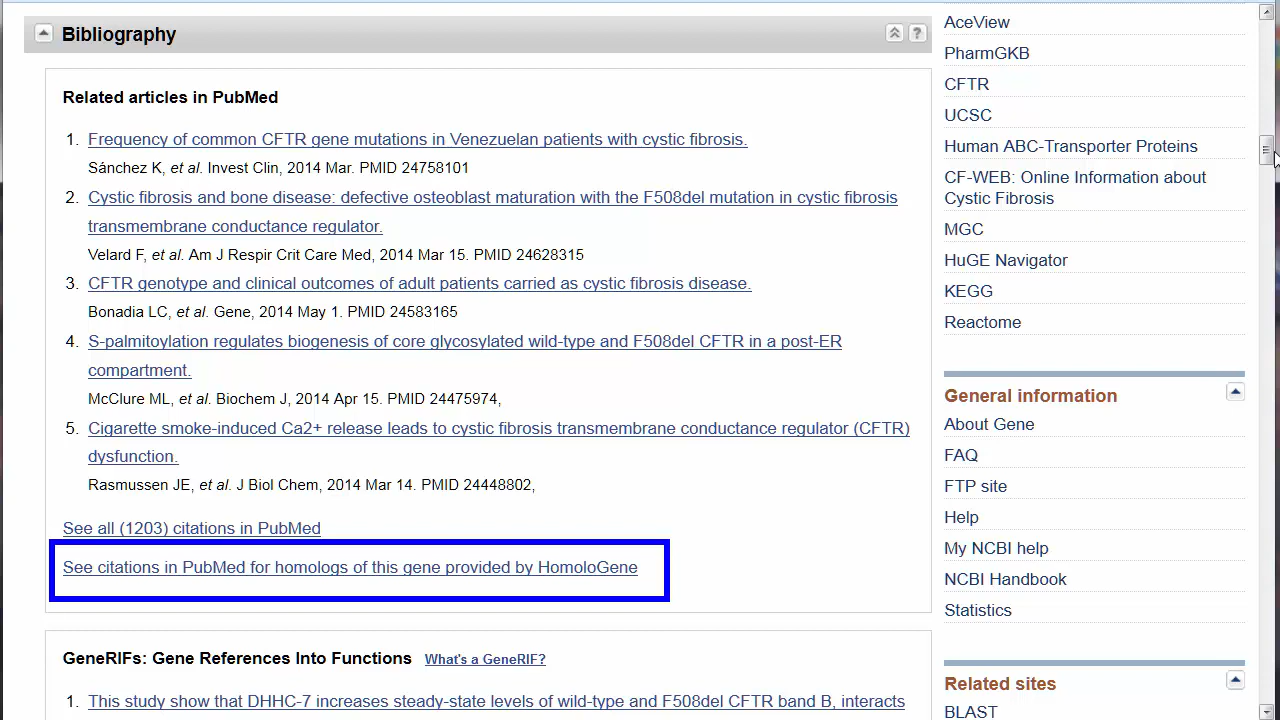 Bibliography
Related articles in PubMed
1. Frequency of common CFTR gene mutations in Venezuelan patients with cystic fibrosis.
Sánchez K, et al. Invest Clin, 2014 Mar. PMID 24758101
2. Cystic fibrosis and bone disease: defective osteoblast maturation with the F508del mutation in cystic fibrosis
transmembrane conductance regulator.
Velard F, et al. Am J Respir Crit Care Med, 2014 Mar 15. PMID 24628315
3. CFTR genotype and clinical outcomes of adult patients carried as cystic fibrosis disease.
Bonadia LC, et al. Gene, 2014 May 1. PMID 24583165
4. S-palmitoylation regulates biogenesis of core glycosylated wild-type and F508del CFTR in a post-ER
compartment.
McClure ML, et al. Biochem J, 2014 Apr 15. PMID 24475974,
5. Cigarette smoke-induced Ca2+ release leads to cystic fibrosis transmembrane conductance regulator (CFTR)
dysfunction.
Rasmussen JE, et al. J Biol Chem, 2014 Mar 14. PMID 24448802,
See all (1203) citations in PubMed
See citations in PubMed for homologs of this gene provided by HomoloGene
GeneRIFs: Gene References Into Functions What's a GeneRIF?
1. This study show that DHHC-7 increases steady-state levels of wild-type and F508del CFTR band B, interacts
AceView
PharmGKB
CFTR
UCSC
Human ABC-Transporter Proteins
CF-WEB: Online Information about
Cystic Fibrosis
MGC
HuGE Navigator
KEGG
Reactome
General information
About Gene
FAQ
FTP site
Help
My NCBI help
NCBI Handbook
Statistics
Related sites
BLAST